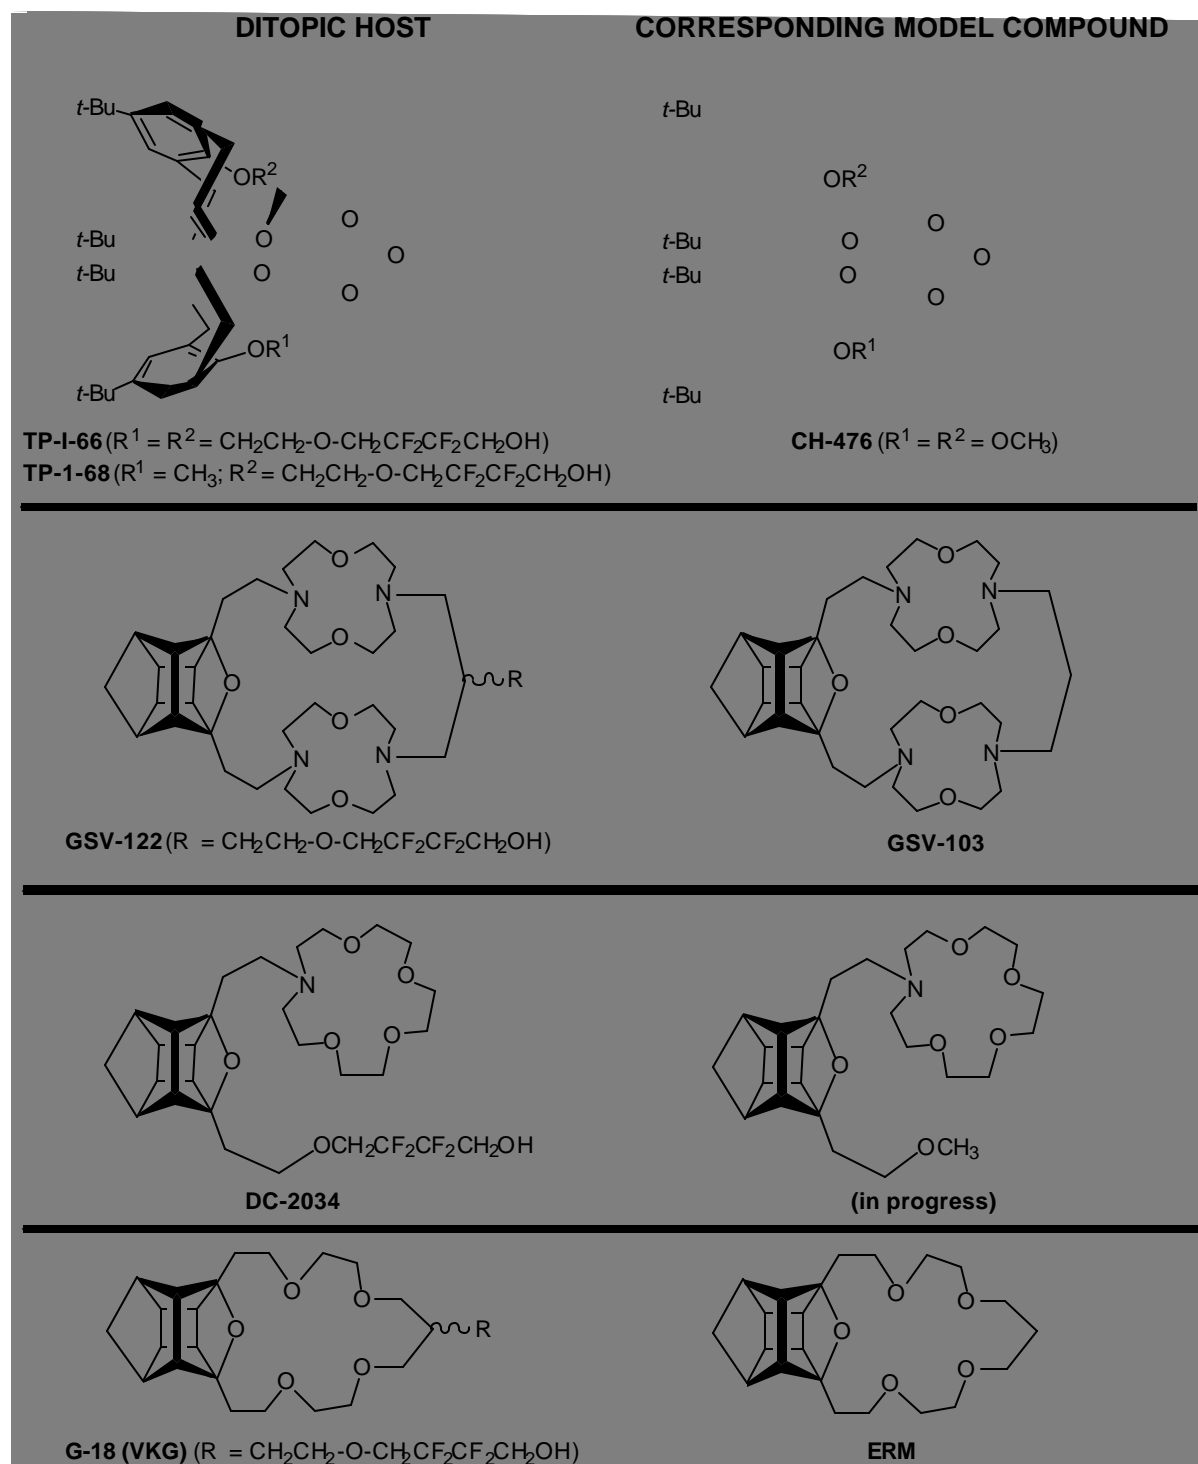 DITOPIC HOST CORRESPONDING MODEL COMPOUND
t-Bu t-Bu
OR² OR²
O O
t-Bu O O t-Bu O O
t-Bu O t-Bu O
O O
OR¹ OR¹
t-Bu t-Bu
TP-I-66 (R¹ = R² = CH₂CH₂-O-CH₂CF₂CF₂CH₂OH) CH-476 (R¹ = R² = OCH₃)
TP-1-68 (R¹ = CH₃; R² = CH₂CH₂-O-CH₂CF₂CF₂CH₂OH)
O O
N N N N
O O
O R O
O O
N N N N
O O
GSV-122 (R = CH₂CH₂-O-CH₂CF₂CF₂CH₂OH) GSV-103
O O
N O N O
O O O O
O O
OCH₂CF₂CF₂CH₂OH OCH₃
DC-2034 (in progress)
O O O O
O R O
O O O O
G-18 (VKG) (R = CH₂CH₂-O-CH₂CF₂CF₂CH₂OH) ERM